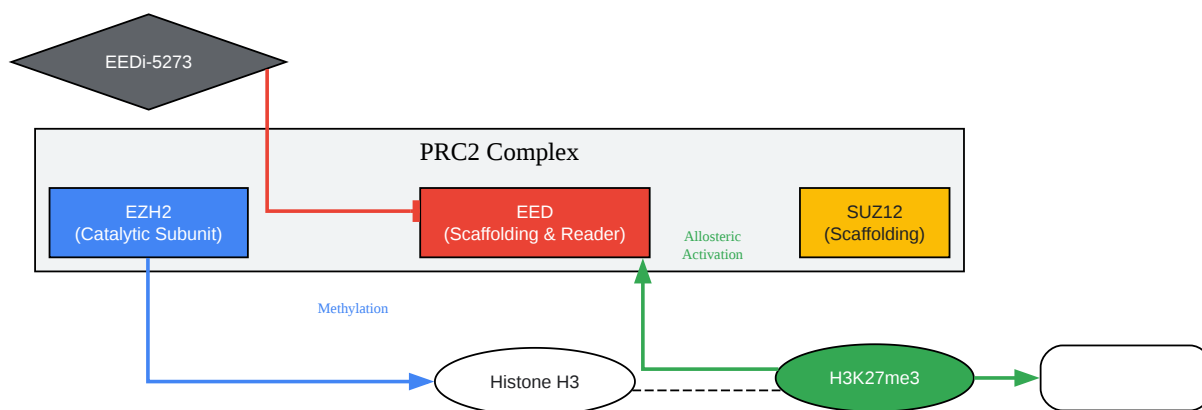 EEDi-5273
PRC2 Complex
EZH2
(Catalytic Subunit)
EED
(Scaffolding & Reader)
SUZ12
(Scaffolding)
Allosteric
Activation
Methylation
Histone H3
H3K27me3